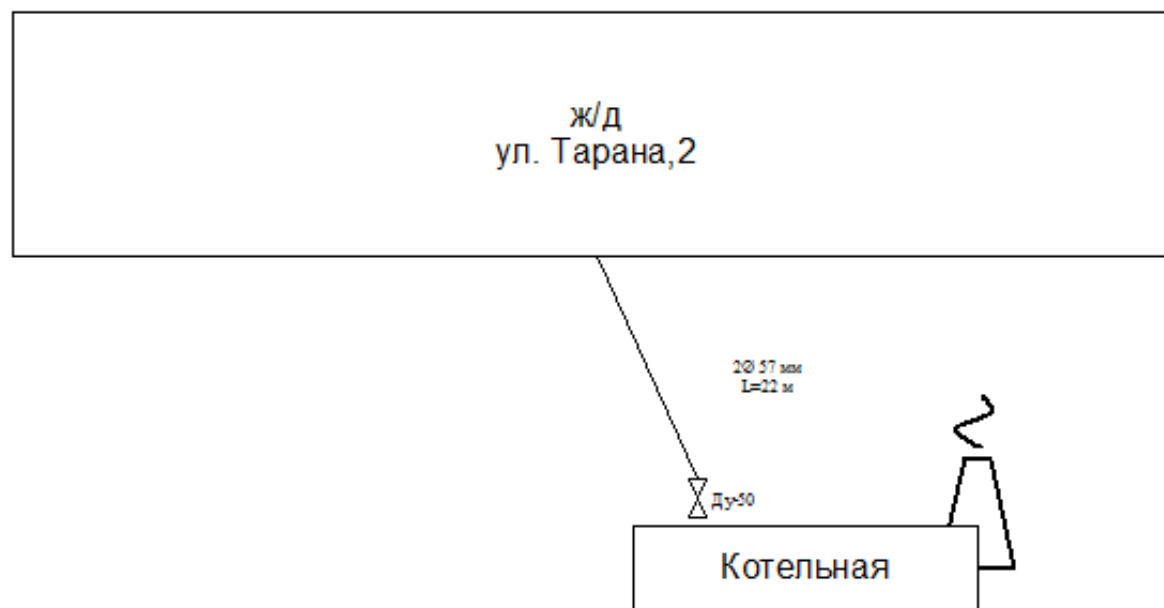 ж/д
ул. Тарана,2
2Ø 57 мм
L=22 м
Ду-50
Котельная